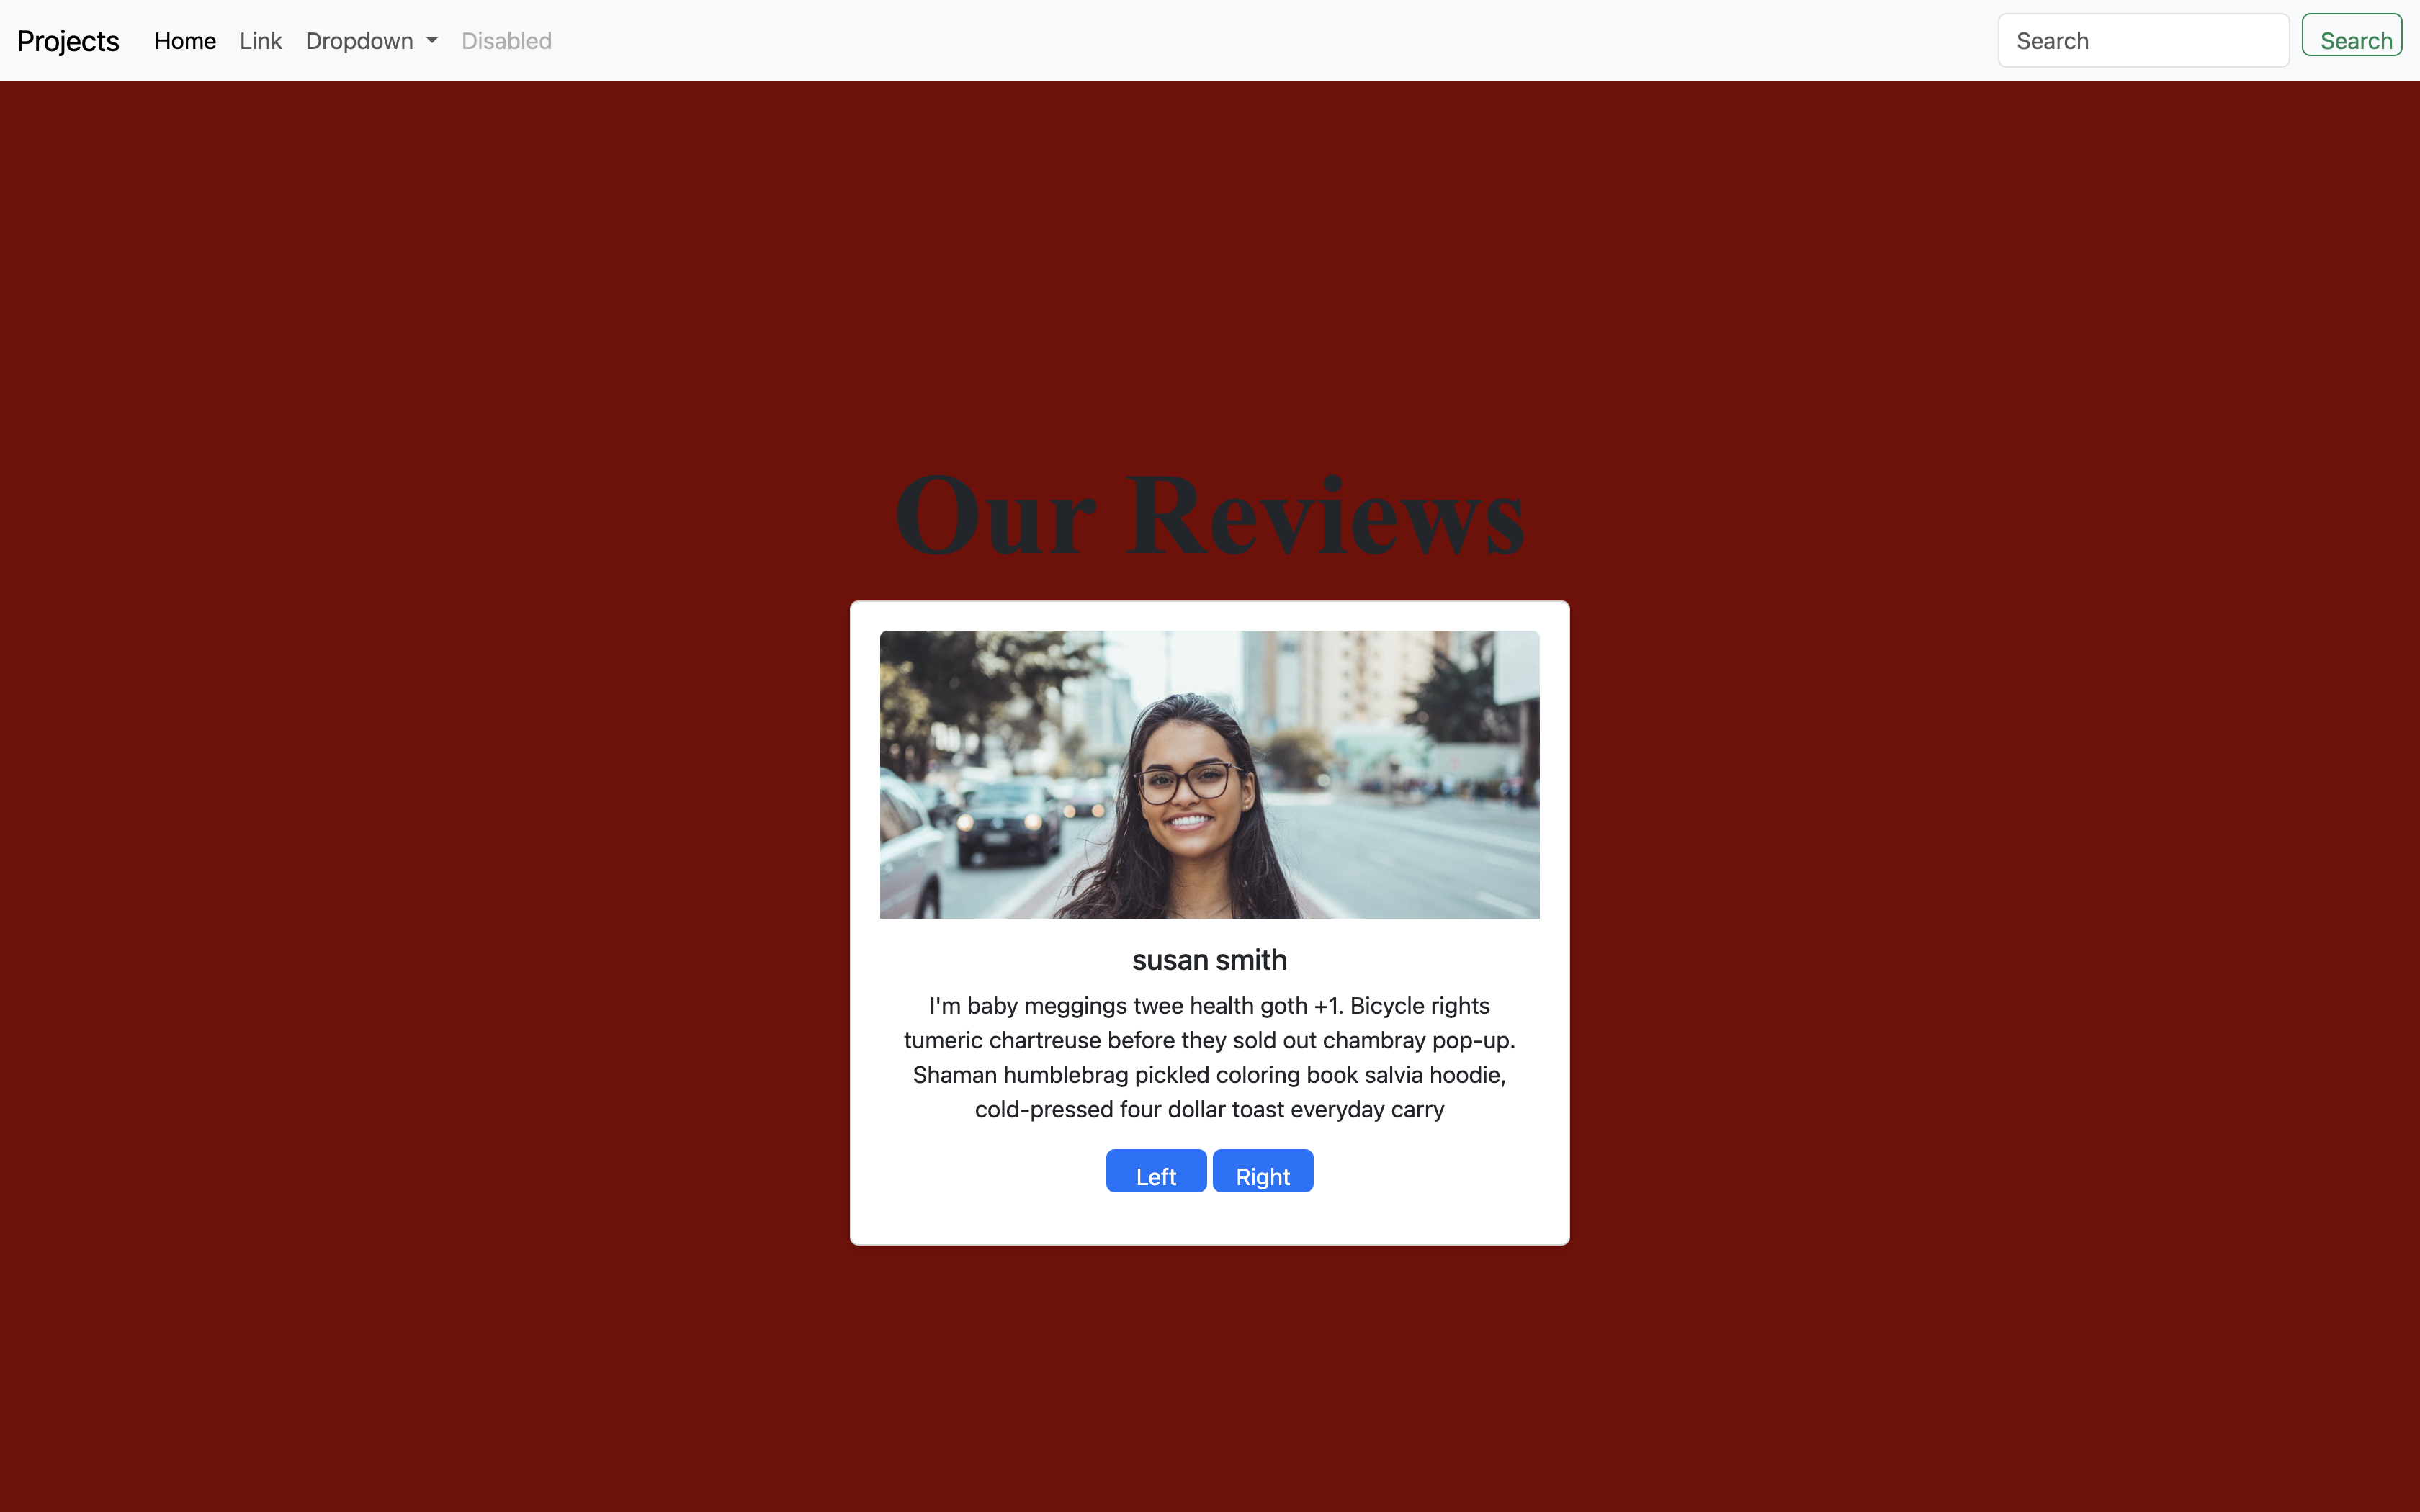 Projects Home Link Dropdown Disabled Search Search
Our Reviews
susan smith
I'm baby meggings twee health goth +1. Bicycle rights
tumeric chartreuse before they sold out chambray pop-up.
Shaman humblebrag pickled coloring book salvia hoodie,
cold-pressed four dollar toast everyday carry
Left Right